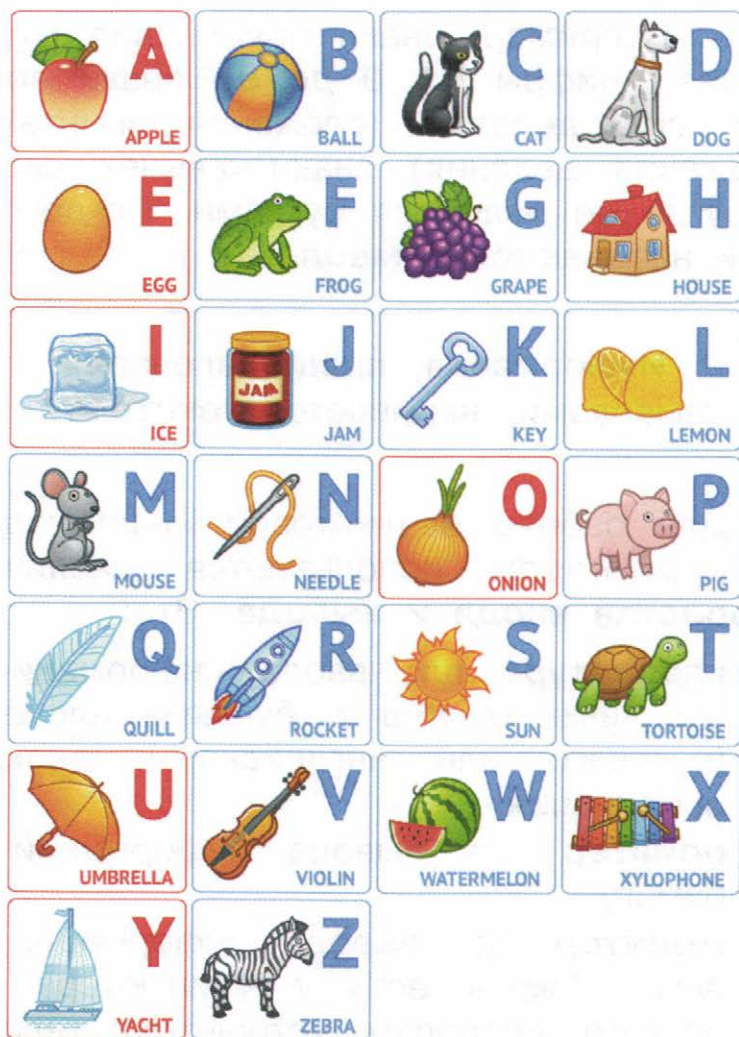 A
APPLE
B
BALL
C
CAT
D
DOG
E
EGG
F
FROG
G
GRAPE
H
HOUSE
I
ICE
J
JAM
JAM
K
KEY
L
LEMON
M
MOUSE
N
NEEDLE
O
ONION
P
PIG
Q
QUILL
R
ROCKET
S
SUN
T
TORTOISE
U
UMBRELLA
V
VIOLIN
W
WATERMELON
X
XYLOPHONE
Y
YACHT
Z
ZEBRA